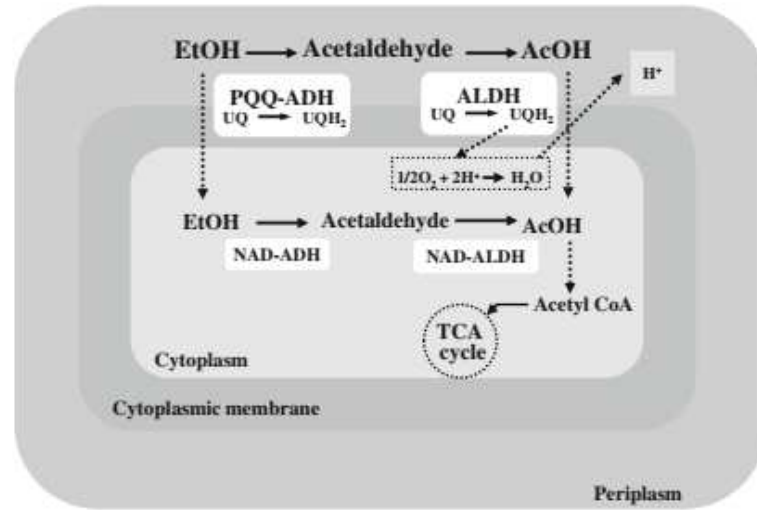 EtOH → Acetaldehyde → AcOH
H⁺
PQQ-ADH
UQ → UQH₂
ALDH
UQ → UQH₂
1/2O₂ + 2H⁺ → H₂O
EtOH → Acetaldehyde → AcOH
NAD-ADH
NAD-ALDH
Acetyl CoA
TCA
cycle
Cytoplasm
Cytoplasmic membrane
Periplasm